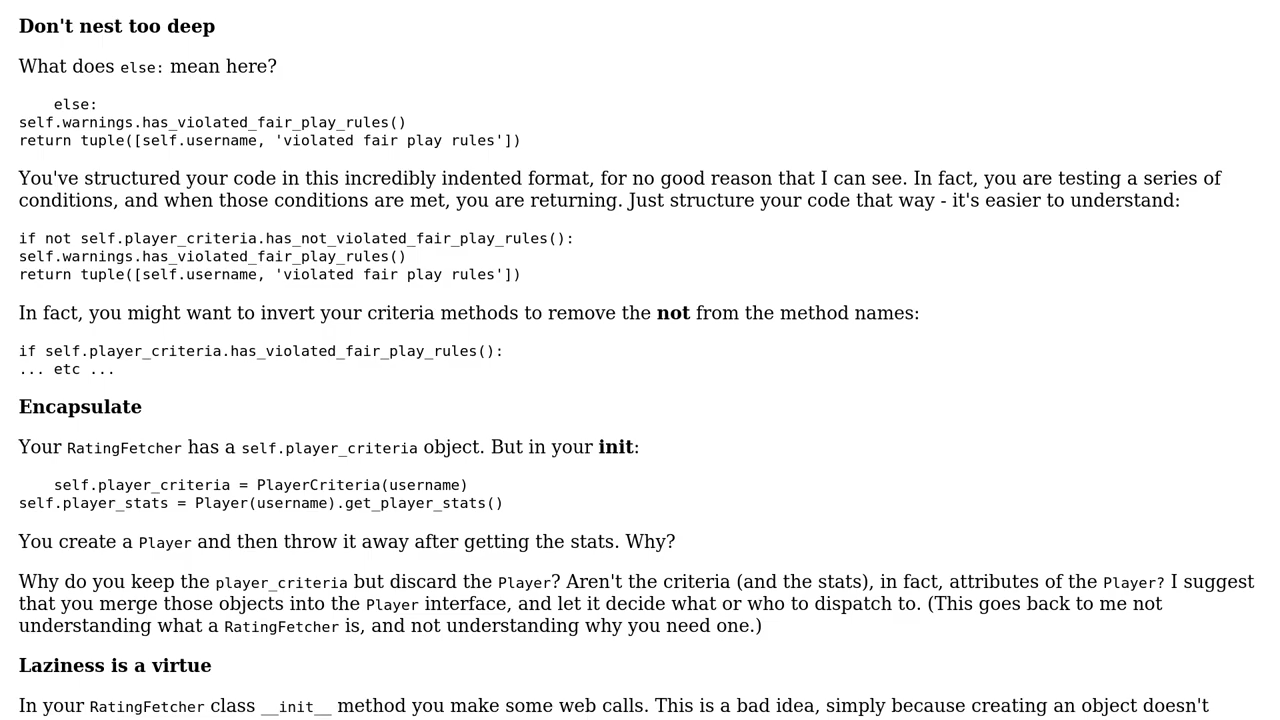 Don't nest too deep
What does else: mean here?
    else:
self.warnings.has_violated_fair_play_rules()
return tuple([self.username, 'violated fair play rules'])
You've structured your code in this incredibly indented format, for no good reason that I can see. In fact, you are testing a series of
conditions, and when those conditions are met, you are returning. Just structure your code that way - it's easier to understand:
if not self.player_criteria.has_not_violated_fair_play_rules():
self.warnings.has_violated_fair_play_rules()
return tuple([self.username, 'violated fair play rules'])
In fact, you might want to invert your criteria methods to remove the not from the method names:
if self.player_criteria.has_violated_fair_play_rules():
... etc ...
Encapsulate
Your RatingFetcher has a self.player_criteria object. But in your init:
    self.player_criteria = PlayerCriteria(username)
self.player_stats = Player(username).get_player_stats()
You create a Player and then throw it away after getting the stats. Why?
Why do you keep the player_criteria but discard the Player? Aren't the criteria (and the stats), in fact, attributes of the Player? I suggest
that you merge those objects into the Player interface, and let it decide what or who to dispatch to. (This goes back to me not
understanding what a RatingFetcher is, and not understanding why you need one.)
Laziness is a virtue
In your RatingFetcher class __init__ method you make some web calls. This is a bad idea, simply because creating an object doesn't